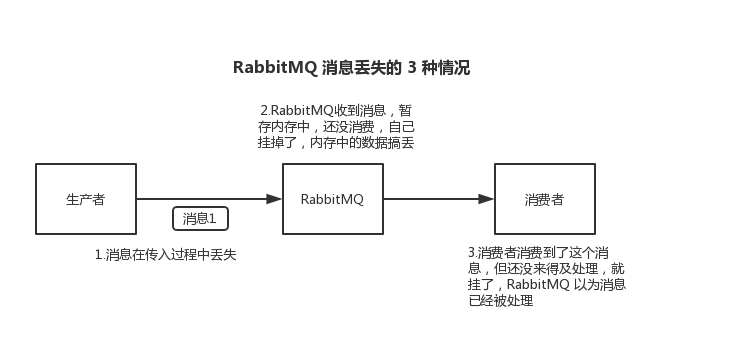 RabbitMQ 消息丢失的 3 种情况
2.RabbitMQ收到消息，暂
存内存中，还没消费，自己
挂掉了，内存中的数据搞丢
生产者
消息1
RabbitMQ
消费者
1.消息在传入过程中丢失
3.消费者消费到了这个消
息，但还没来得及处理，就
挂了，RabbitMQ 以为消息
已经被处理